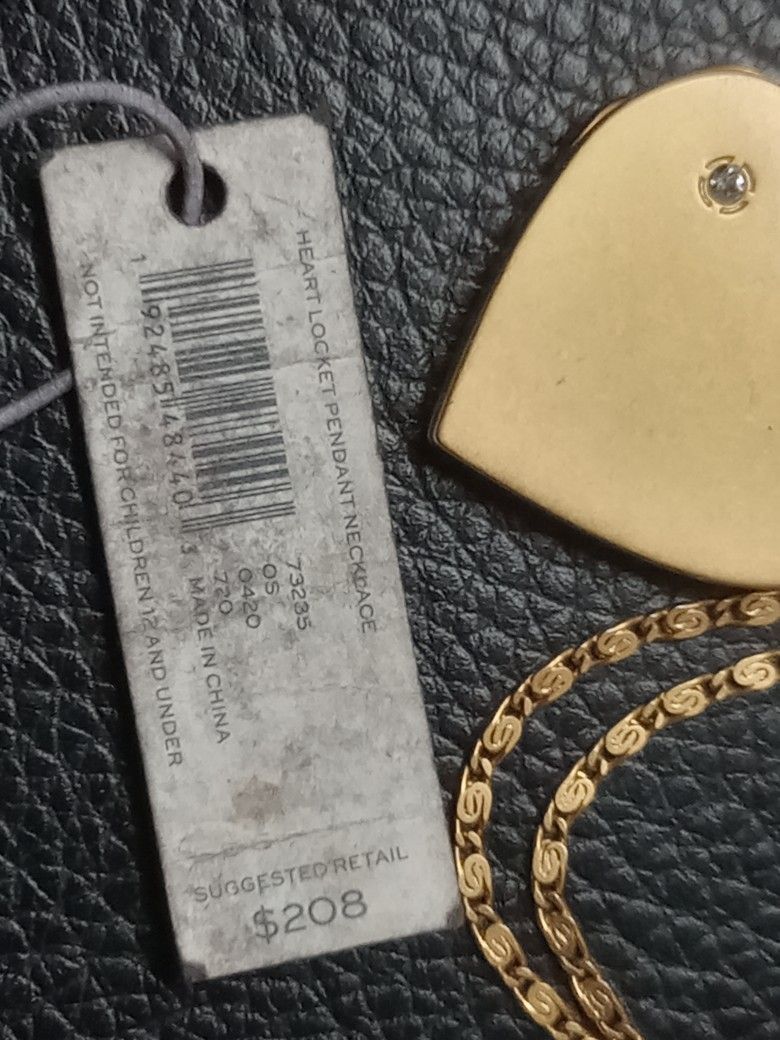 HEART LOCKET PENDANT NECKLACE
73235
OS
0420
720
MADE IN CHINA
1 92485 48440 3
NOT INTENDED FOR CHILDREN 12 AND UNDER
SUGGESTED RETAIL
$208